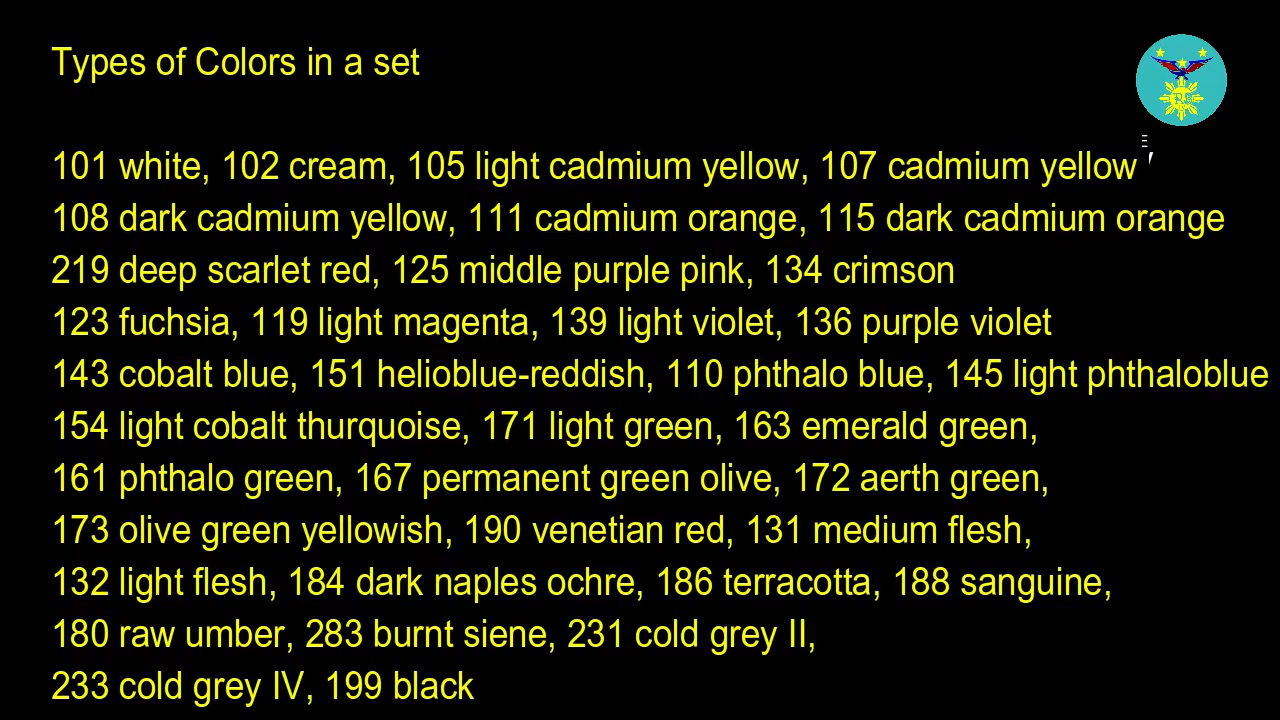 Types of Colors in a set
101 white, 102 cream, 105 light cadmium yellow, 107 cadmium yellow
108 dark cadmium yellow, 111 cadmium orange, 115 dark cadmium orange
219 deep scarlet red, 125 middle purple pink, 134 crimson
123 fuchsia, 119 light magenta, 139 light violet, 136 purple violet
143 cobalt blue, 151 helioblue-reddish, 110 phthalo blue, 145 light phthaloblue
154 light cobalt thurquoise, 171 light green, 163 emerald green,
161 phthalo green, 167 permanent green olive, 172 aerth green,
173 olive green yellowish, 190 venetian red, 131 medium flesh,
132 light flesh, 184 dark naples ochre, 186 terracotta, 188 sanguine,
180 raw umber, 283 burnt siene, 231 cold grey II,
233 cold grey IV, 199 black